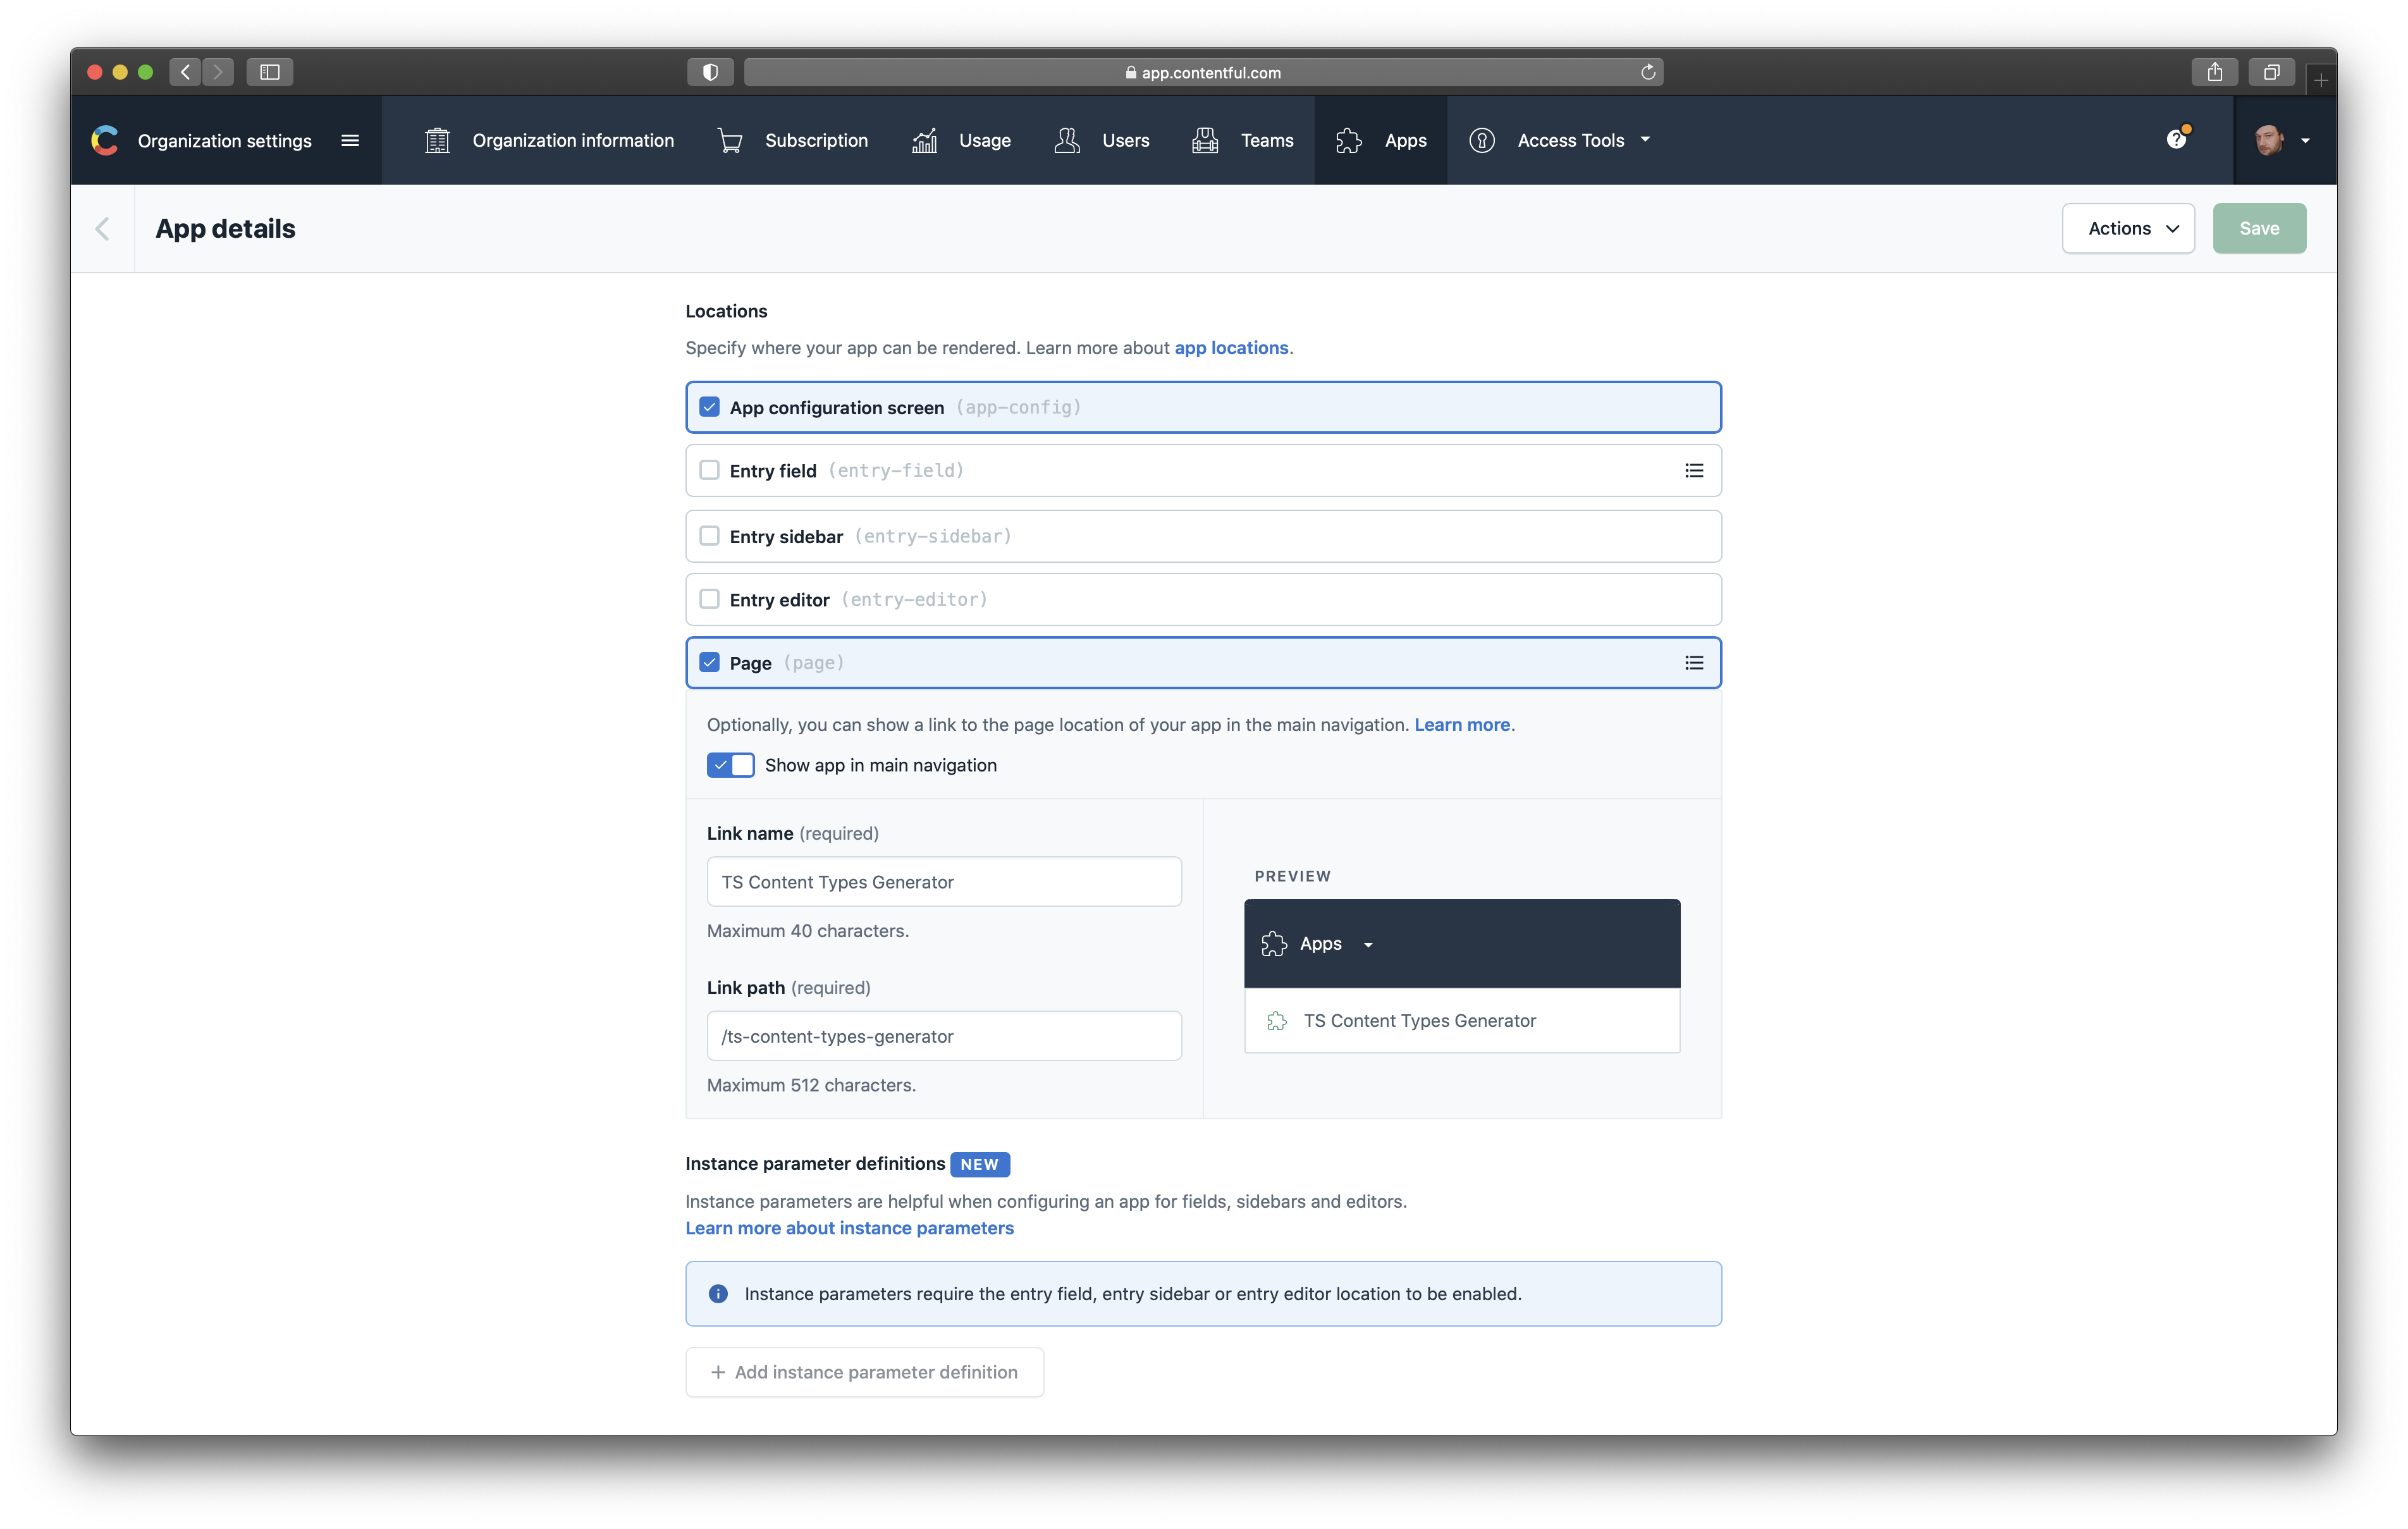 app.contentful.com
Organization settings
Organization information
Subscription
Usage
Users
Teams
Apps
Access Tools
?
App details
Actions
Save
Locations
Specify where your app can be rendered. Learn more about app locations.
App configuration screen (app-config)
Entry field (entry-field)
Entry sidebar (entry-sidebar)
Entry editor (entry-editor)
Page (page)
Optionally, you can show a link to the page location of your app in the main navigation. Learn more.
Show app in main navigation
Link name (required)
TS Content Types Generator
Maximum 40 characters.
Link path (required)
/ts-content-types-generator
Maximum 512 characters.
PREVIEW
Apps
TS Content Types Generator
Instance parameter definitions NEW
Instance parameters are helpful when configuring an app for fields, sidebars and editors.
Learn more about instance parameters
Instance parameters require the entry field, entry sidebar or entry editor location to be enabled.
+ Add instance parameter definition